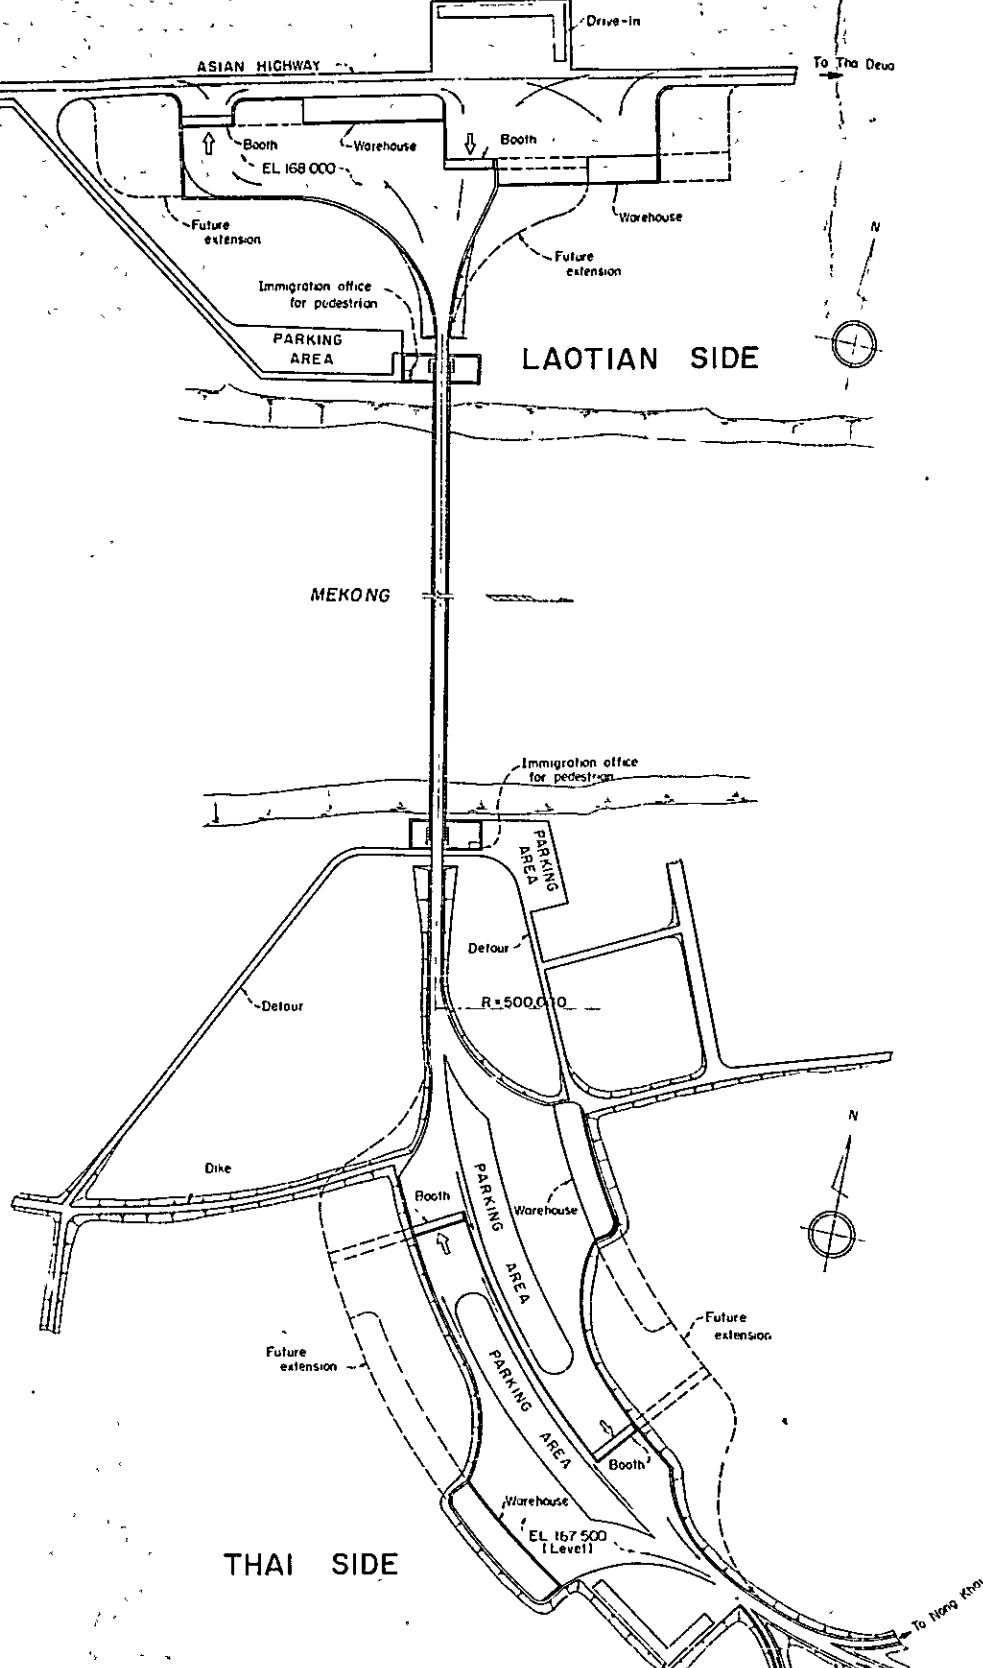 Drive-in
ASIAN HIGHWAY
To Tha Deua
Booth
Warehouse
Booth
EL 168 000
Warehouse
Future
extension
Future
extension
N
Immigration office
for pedestrian
PARKING
AREA
LAOTIAN SIDE
MEKONG
Immigration office
for pedestrian
PARKING
AREA
Detour
Detour
R=500,000
N
Dike
PARKING AREA
Booth
Warehouse
Future
extension
Future
extension
PARKING AREA
Booth
Warehouse
EL 167 500
(Level)
THAI SIDE
To Nong Khai